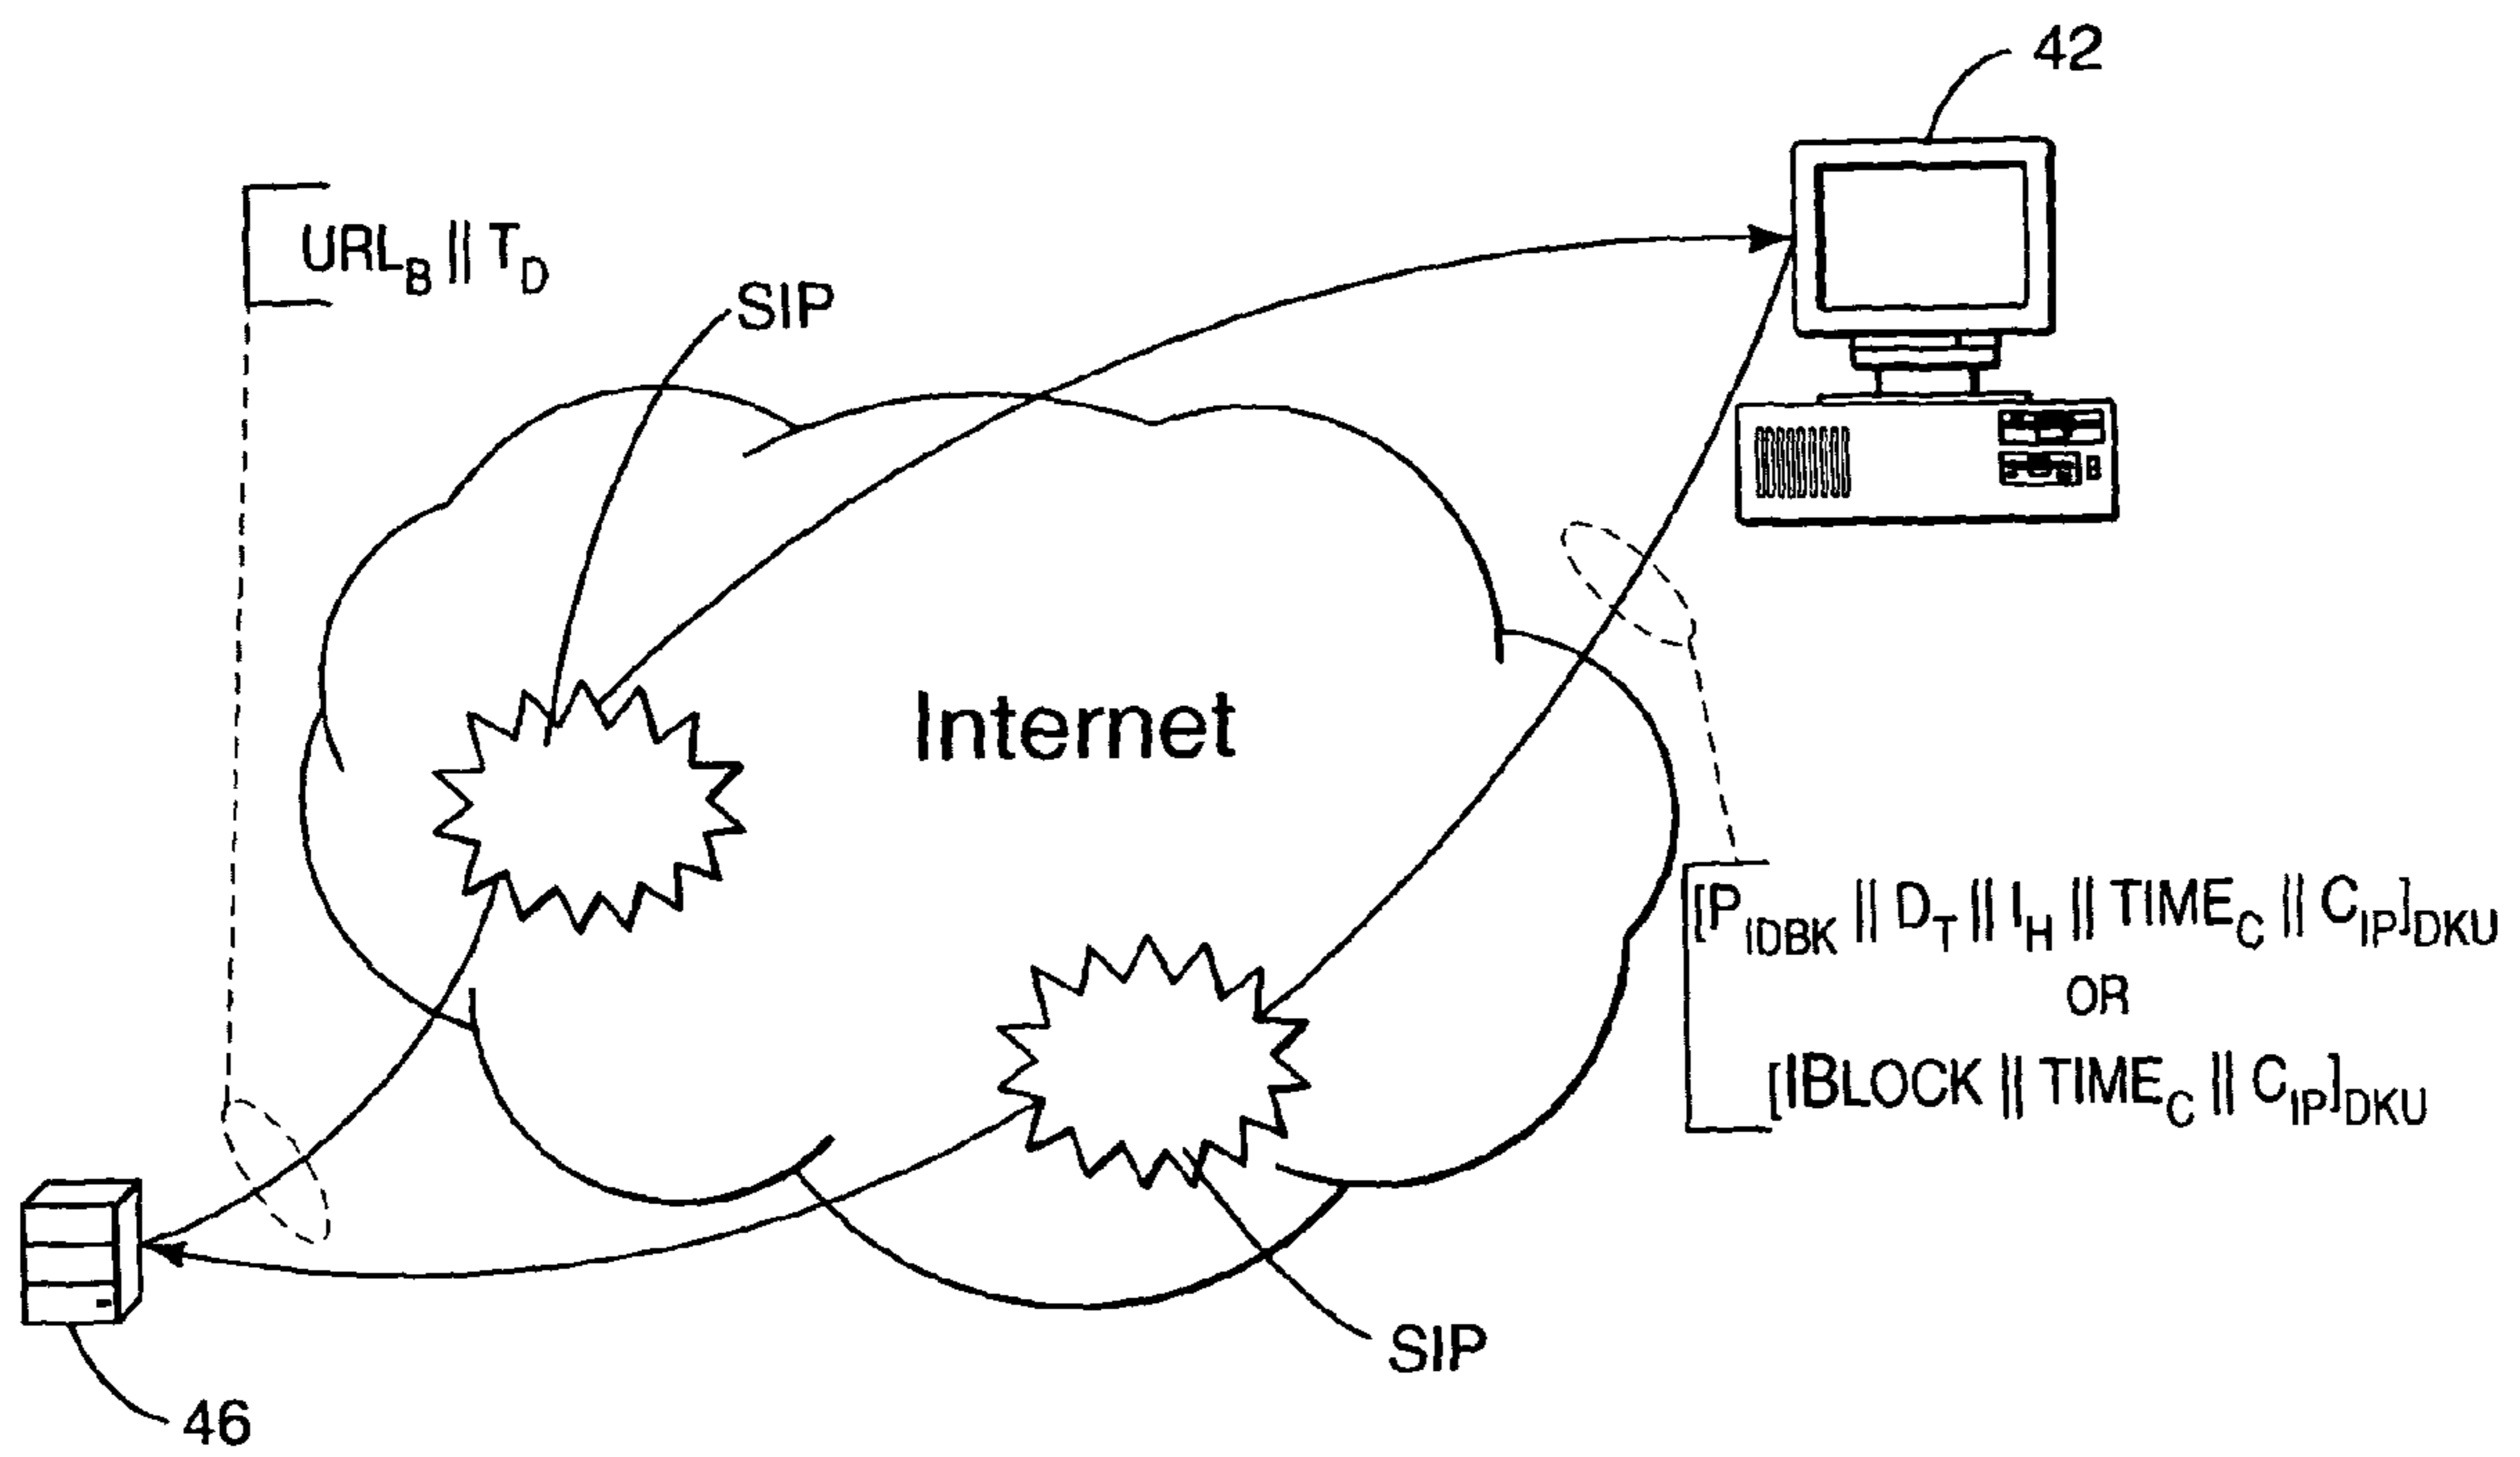 42
URL_B || T_D
SIP
Internet
[P_IDBK || D_T || I_H || TIME_C || C_IP]_DKU
OR
[IBLOCK || TIME_C || C_IP]_DKU
SIP
46